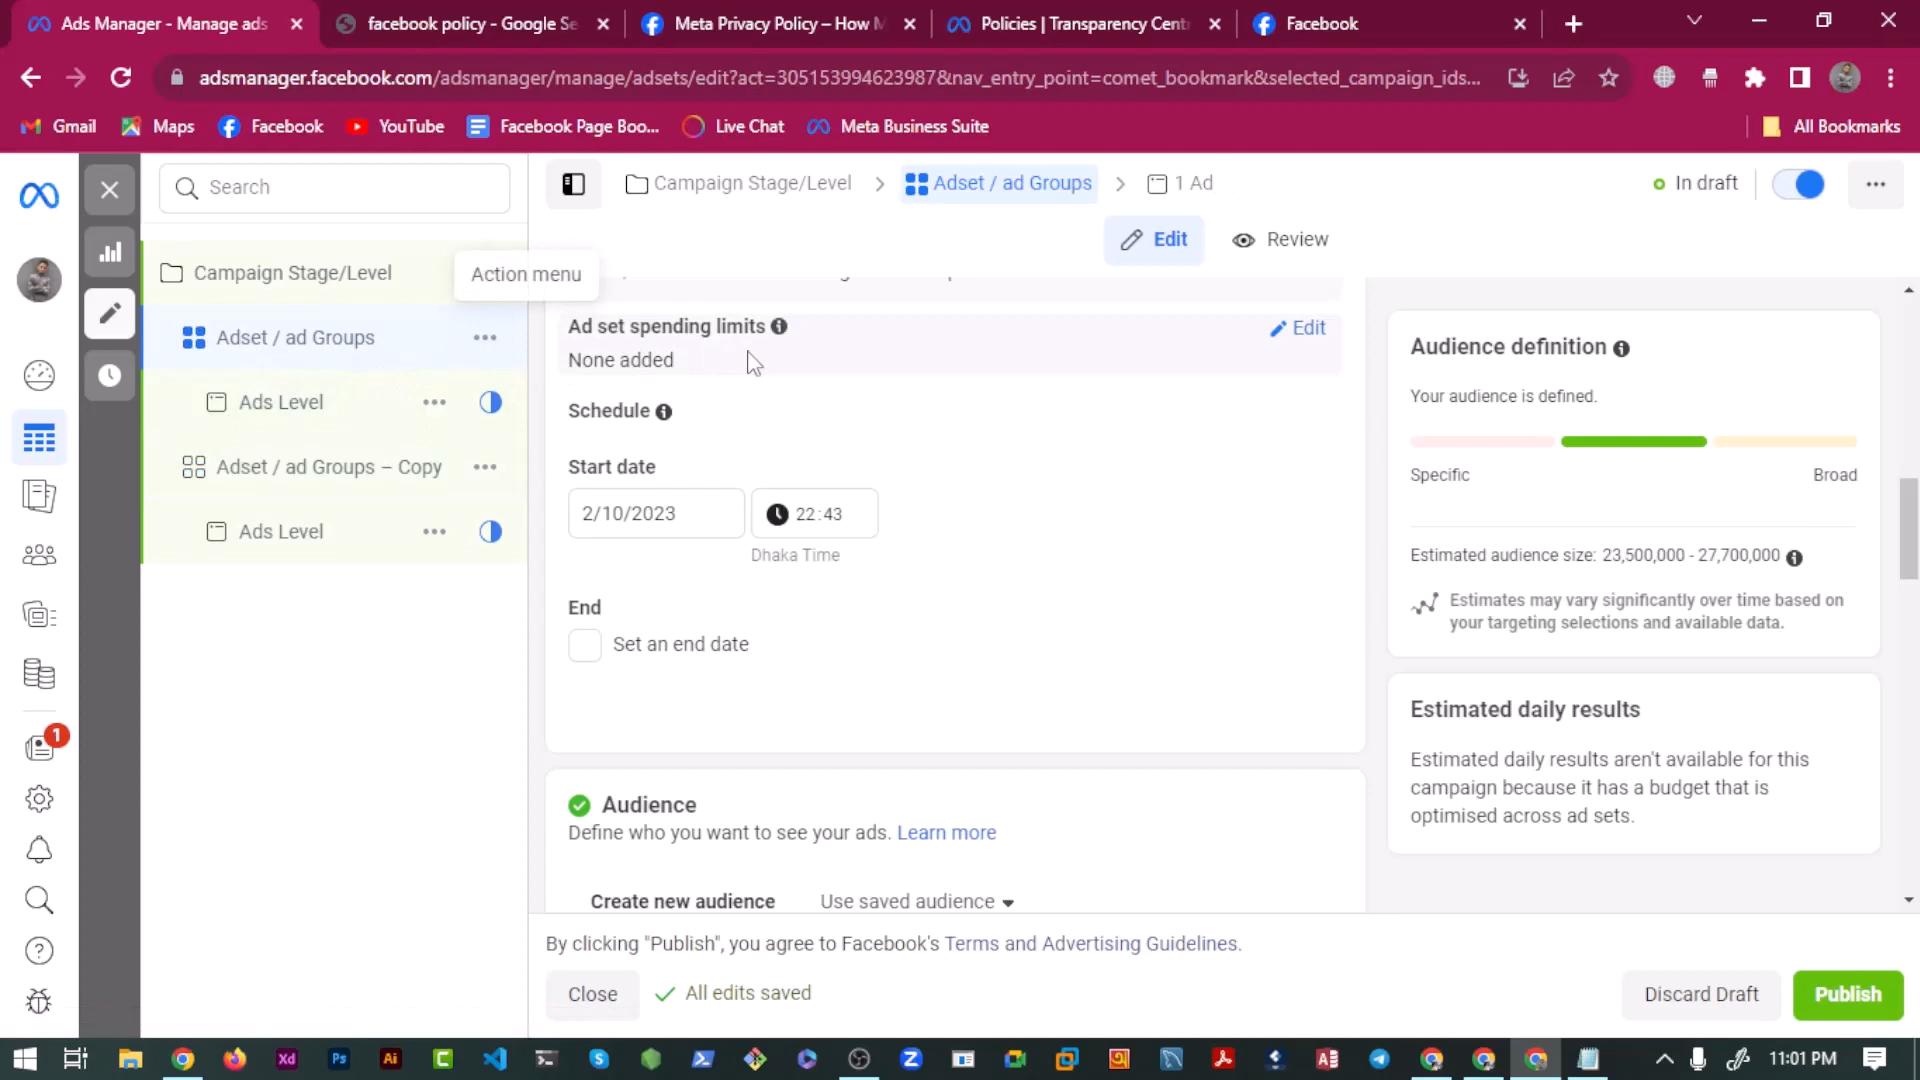 Ads Manager - Manage ads
facebook policy - Google Se
Meta Privacy Policy – How M
Policies | Transparency Cent
Facebook
adsmanager.facebook.com/adsmanager/manage/adsets/edit?act=305153994623987&nav_entry_point=comet_bookmark&selected_campaign_ids...
Gmail
Maps
Facebook
YouTube
Facebook Page Boo...
Live Chat
Meta Business Suite
All Bookmarks
Search
Campaign Stage/Level
Action menu
Adset / ad Groups
Ads Level
Adset / ad Groups – Copy
Ads Level
Campaign Stage/Level
Adset / ad Groups
1 Ad
In draft
Edit
Review
Ad set spending limits
Edit
None added
Schedule
Start date
2/10/2023
22:43
Dhaka Time
End
Set an end date
Audience
Define who you want to see your ads. Learn more
Create new audience
Use saved audience
Audience definition
Your audience is defined.
Specific
Broad
Estimated audience size: 23,500,000 - 27,700,000
Estimates may vary significantly over time based on
your targeting selections and available data.
Estimated daily results
Estimated daily results aren't available for this
campaign because it has a budget that is
optimised across ad sets.
By clicking "Publish", you agree to Facebook's Terms and Advertising Guidelines.
Close
All edits saved
Discard Draft
Publish
1
Xd
Ps
Ai
11:01 PM